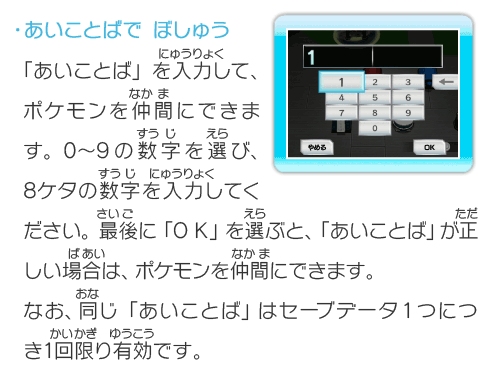 ・あいことばで ぼしゅう
にゅうりょく
「あいことば」を入力して、
なか ま
ポケモンを仲間にできま
すう じ えら
す。0～9の数字を選び、
すうじ にゅうりょく
8ケタの数字を入力してく
さいご えら ただ
ださい。最後に「OK」を選ぶと、「あいことば」が正
ばあい なか ま
しい場合は、ポケモンを仲間にできます。
おな
なお、同じ「あいことば」はセーブデータ1つにつ
かいかぎ ゆうこう
き1回限り有効です。
1
1 2 3 ←
4 5 6
7 8 9
0
やめる OK